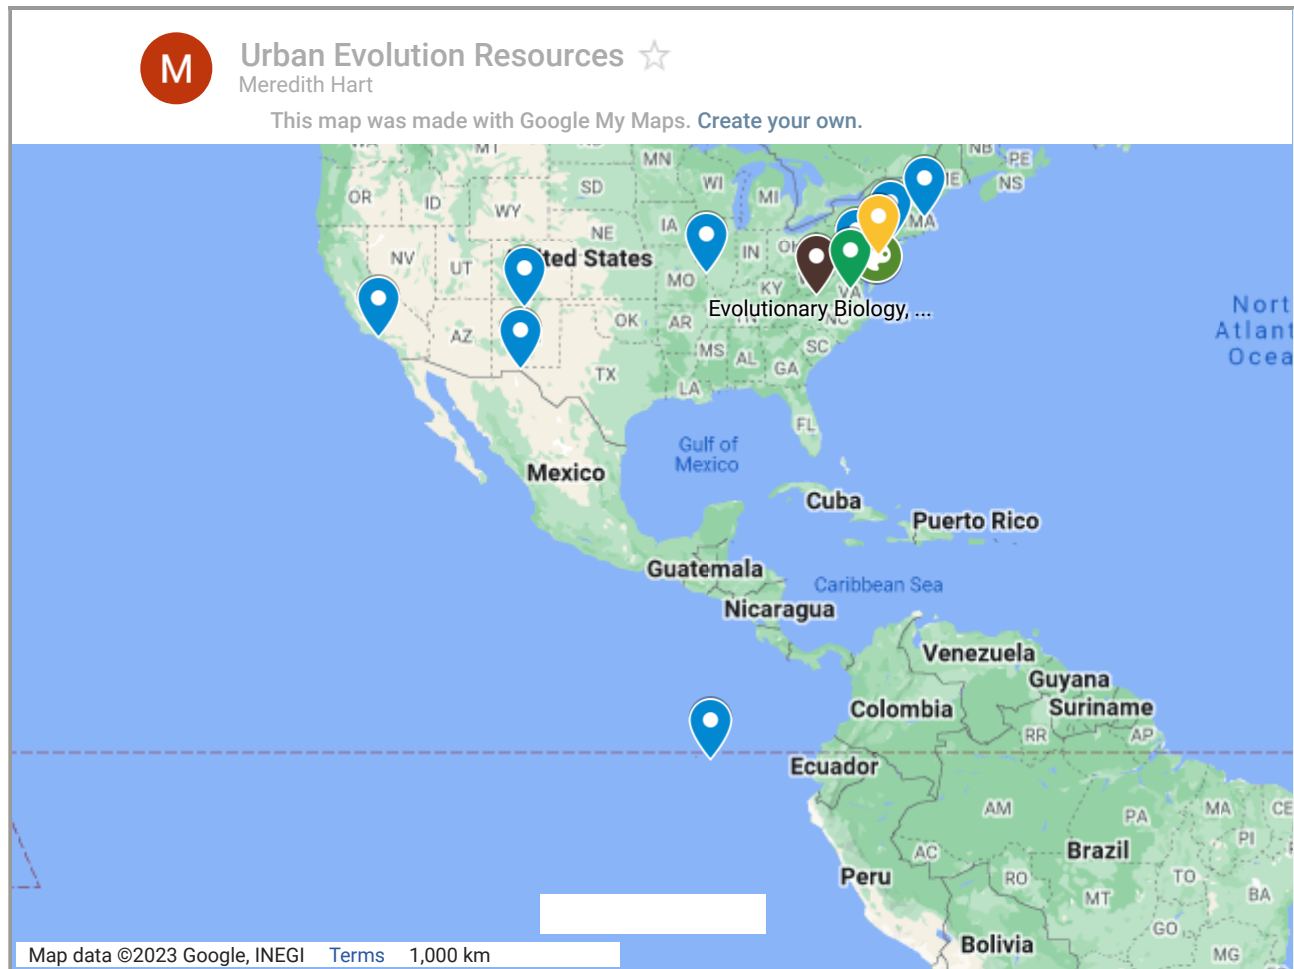 M
Urban Evolution Resources
Meredith Hart
This map was made with Google My Maps. Create your own.
MT
NB
PE
MN
ME
NS
WI
MI
SD
OR
ID
WY
MA
IA
NE
OH
IN
NV
United States
UT
MO
KY
VA
Evolutionary Biology, ...
NC
TN
OK
AR
AZ
SC
MS
AL
GA
TX
LA
FL
North
Atlant
Ocea
Gulf of
Mexico
Mexico
Cuba
Puerto Rico
Guatemala
Caribbean Sea
Nicaragua
Venezuela
Guyana
Colombia
Suriname
RR
AP
Ecuador
AM
PA
MA
CE
PI
AC
Brazil
Peru
RO
TO
MT
BA
GO
Bolivia
MG
Map data ©2023 Google, INEGI Terms 1,000 km